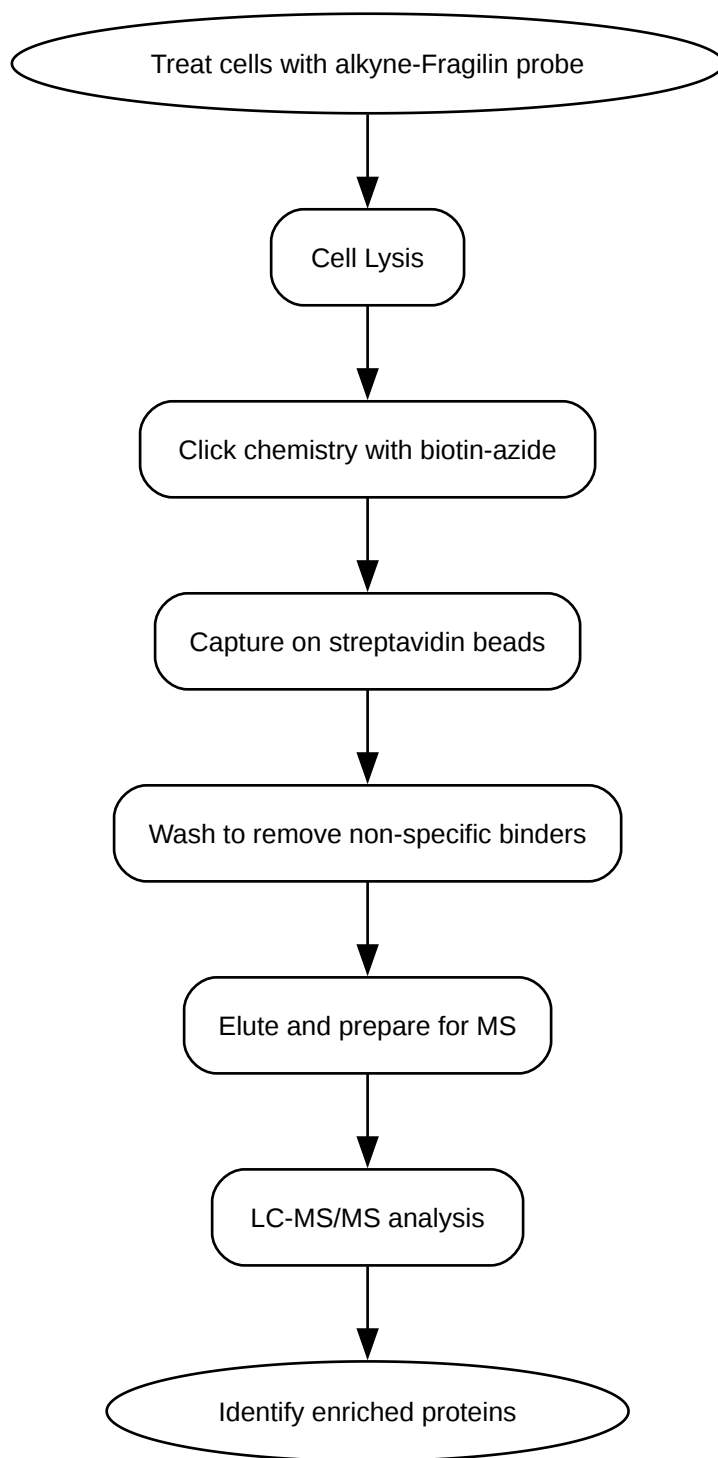 Treat cells with alkyne-Fragilin probe
Cell Lysis
Click chemistry with biotin-azide
Capture on streptavidin beads
Wash to remove non-specific binders
Elute and prepare for MS
LC-MS/MS analysis
Identify enriched proteins